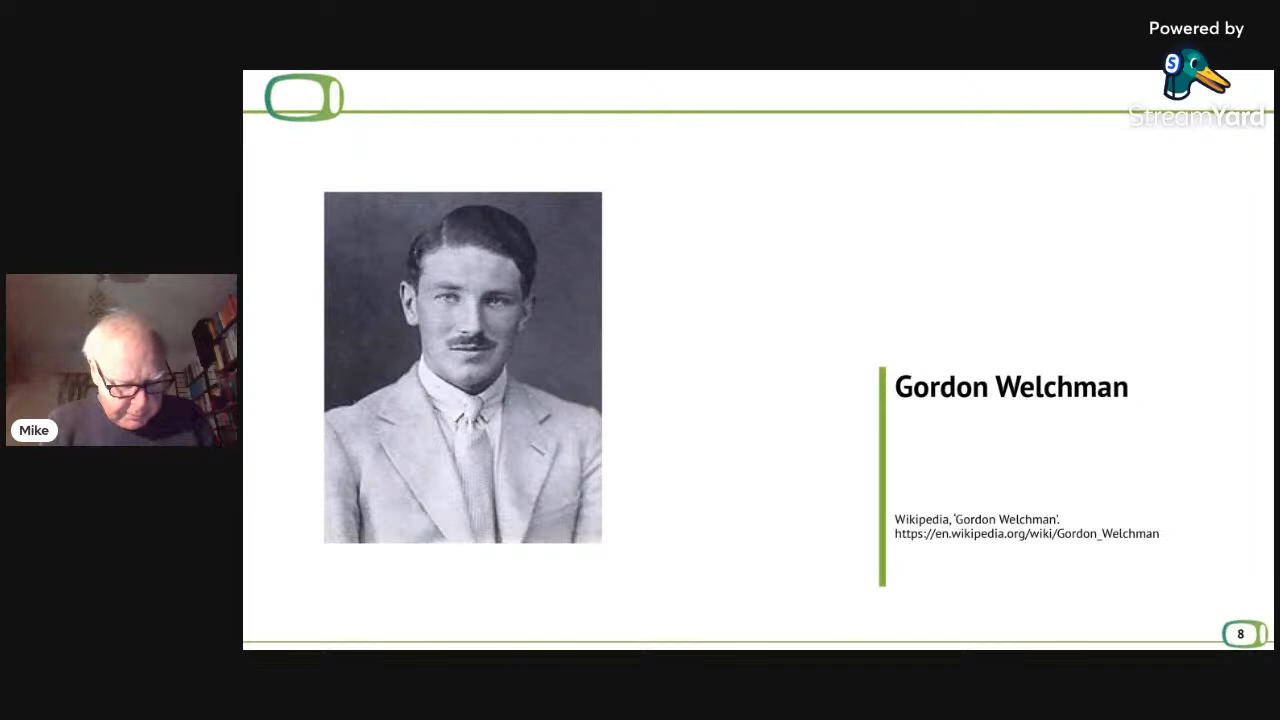 Powered by
S
StreamYard
Gordon Welchman
Mike
Wikipedia, ‘Gordon Welchman’.
https://en.wikipedia.org/wiki/Gordon_Welchman
8